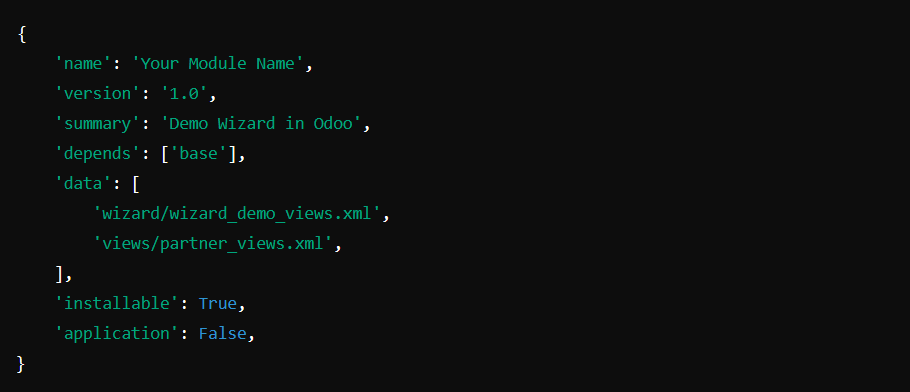 {
    'name': 'Your Module Name',
    'version': '1.0',
    'summary': 'Demo Wizard in Odoo',
    'depends': ['base'],
    'data': [
        'wizard/wizard_demo_views.xml',
        'views/partner_views.xml',
    ],
    'installable': True,
    'application': False,
}